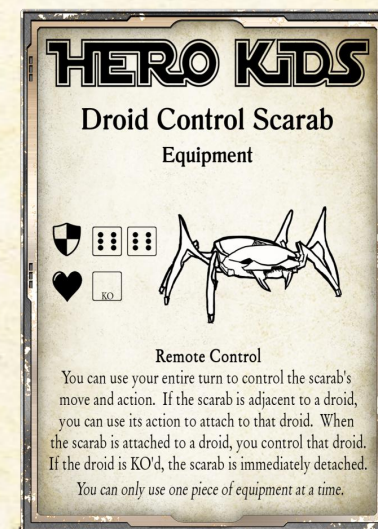 HERO KIDS
Droid Control Scarab
Equipment
KO
Remote Control
You can use your entire turn to control the scarab's
move and action. If the scarab is adjacent to a droid,
you can use its action to attach to that droid. When
the scarab is attached to a droid, you control that droid.
If the droid is KO'd, the scarab is immediately detached.
You can only use one piece of equipment at a time.